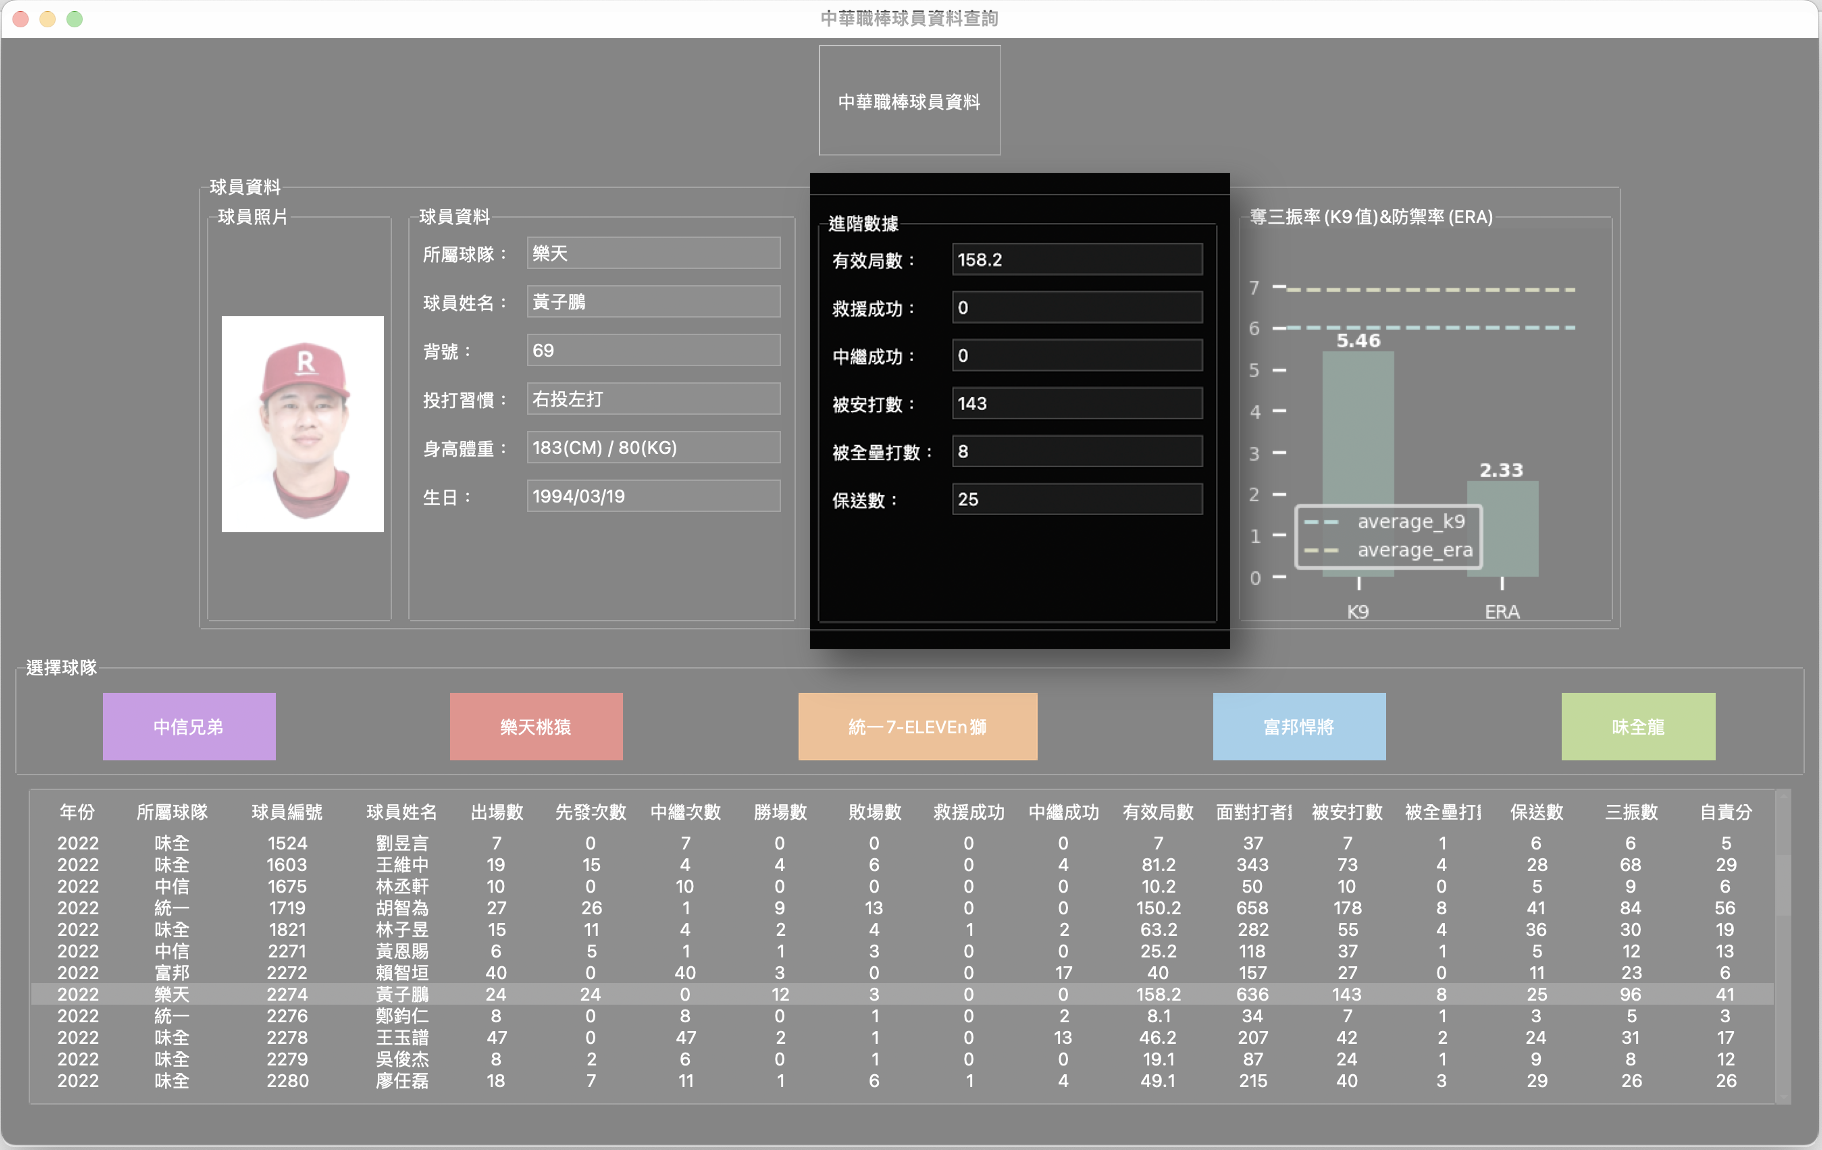 中華職棒球員資料查詢
中華職棒球員資料
球員資料
球員照片
R
球員資料
所屬球隊： 樂天
球員姓名： 黃子鵬
背號： 69
投打習慣： 右投左打
身高體重： 183(CM) / 80(KG)
生日： 1994/03/19
進階數據
有效局數： 158.2
救援成功： 0
中繼成功： 0
被安打數： 143
被全壘打數： 8
保送數： 25
奪三振率(K9值)&防禦率(ERA)
7
6
5
4
3
2
1
0
5.46
2.33
average_k9
average_era
K9 ERA
選擇球隊
中信兄弟 樂天桃猿 統一7-ELEVEn獅 富邦悍將 味全龍
年份 所屬球隊 球員編號 球員姓名 出場數 先發次數 中繼次數 勝場數 敗場數 救援成功 中繼成功 有效局數 面對打者 被安打數 被全壘打 保送數 三振數 自責分
2022 味全 1524 劉昱言 7 0 7 0 0 0 0 7 37 7 1 6 6 5
2022 味全 1603 王維中 19 15 4 4 6 0 4 81.2 343 73 4 28 68 29
2022 中信 1675 林丞軒 10 0 10 0 0 0 0 10.2 50 10 0 5 9 6
2022 統一 1719 胡智為 27 26 1 9 13 0 0 150.2 658 178 8 41 84 56
2022 味全 1821 林子昱 15 11 4 2 4 1 2 63.2 282 55 4 36 30 19
2022 中信 2271 黃恩賜 6 5 1 1 3 0 0 25.2 118 37 1 5 12 13
2022 富邦 2272 賴智垣 40 0 40 3 0 0 17 40 157 27 0 11 23 6
2022 樂天 2274 黃子鵬 24 24 0 12 3 0 0 158.2 636 143 8 25 96 41
2022 統一 2276 鄭鈞仁 8 0 8 0 1 0 2 8.1 34 7 1 3 5 3
2022 味全 2278 王玉譜 47 0 47 2 1 0 13 46.2 207 42 2 24 31 17
2022 味全 2279 吳俊杰 8 2 6 0 1 0 0 19.1 87 24 1 9 8 12
2022 味全 2280 廖任磊 18 7 11 1 6 1 4 49.1 215 40 3 29 26 26